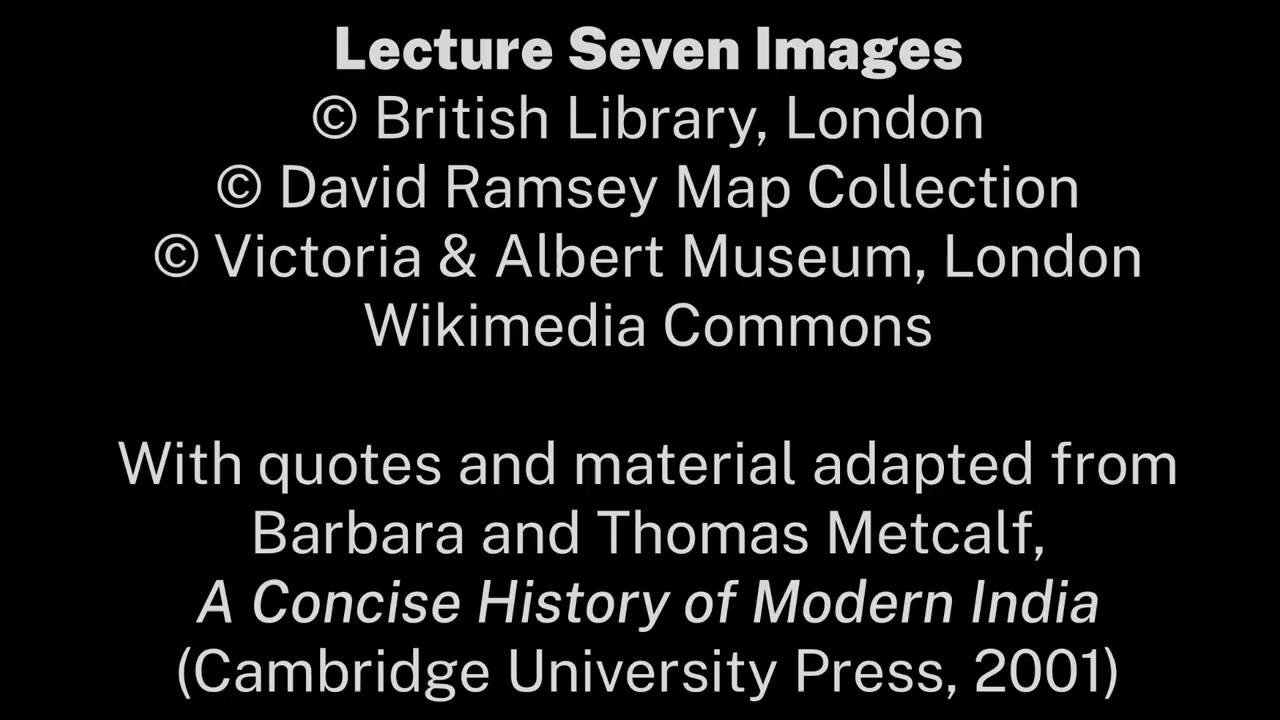 Lecture Seven Images
© British Library, London
© David Ramsey Map Collection
© Victoria & Albert Museum, London
Wikimedia Commons
With quotes and material adapted from
Barbara and Thomas Metcalf,
A Concise History of Modern India
(Cambridge University Press, 2001)